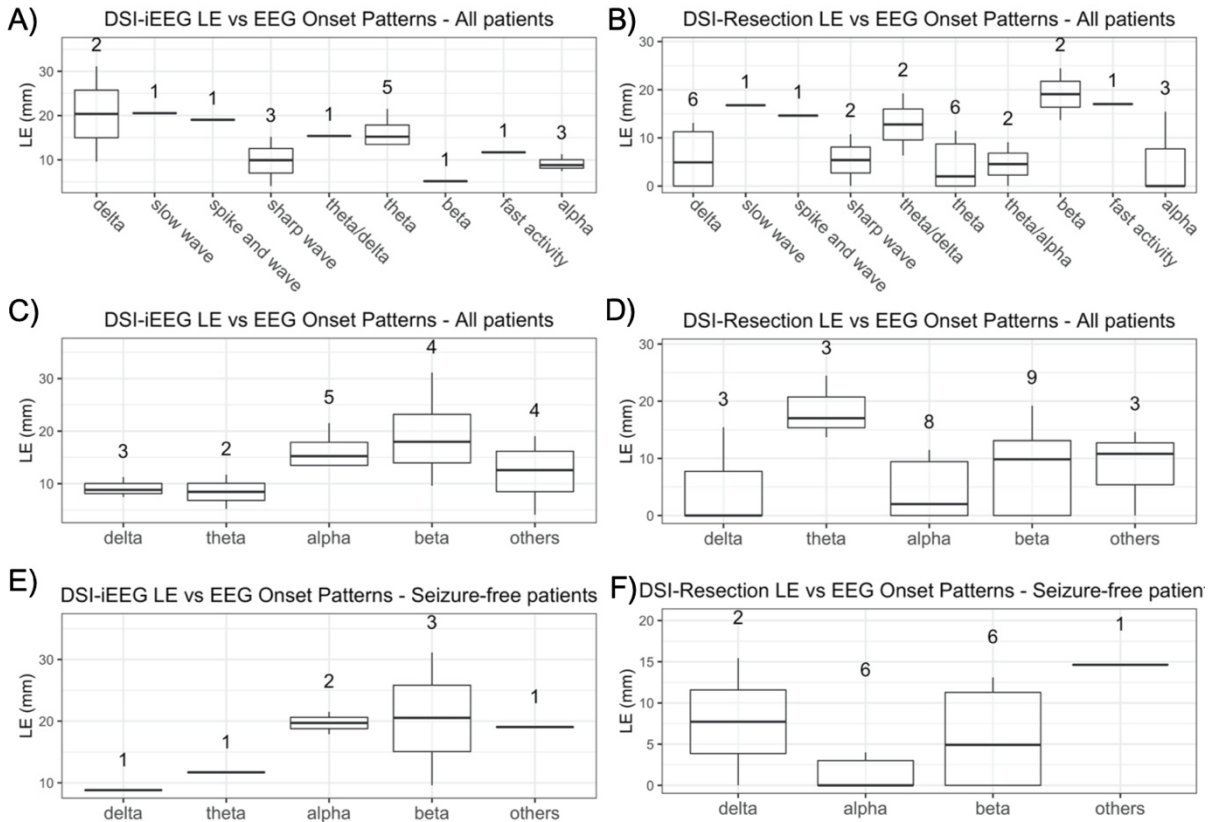 A)
DSI-iEEG LE vs EEG Onset Patterns - All patients
LE (mm)
30
20
10
2
1
1
3
1
5
1
1
3
delta
slow wave
spike and wave
sharp wave
theta/delta
theta
beta
fast activity
alpha
B)
DSI-Resection LE vs EEG Onset Patterns - All patients
LE (mm)
30
20
10
0
6
1
1
2
2
6
2
2
1
3
delta
slow wave
spike and wave
sharp wave
theta/delta
theta
theta/alpha
beta
fast activity
alpha
C)
DSI-iEEG LE vs EEG Onset Patterns - All patients
LE (mm)
30
20
10
3
2
5
4
4
delta
theta
alpha
beta
others
D)
DSI-Resection LE vs EEG Onset Patterns - All patients
LE (mm)
30
20
10
0
3
3
8
9
3
delta
theta
alpha
beta
others
E)
DSI-iEEG LE vs EEG Onset Patterns - Seizure-free patients
LE (mm)
30
20
10
1
1
2
3
1
delta
theta
alpha
beta
others
F)
DSI-Resection LE vs EEG Onset Patterns - Seizure-free patient
LE (mm)
20
15
10
5
0
2
6
6
1
delta
alpha
beta
others